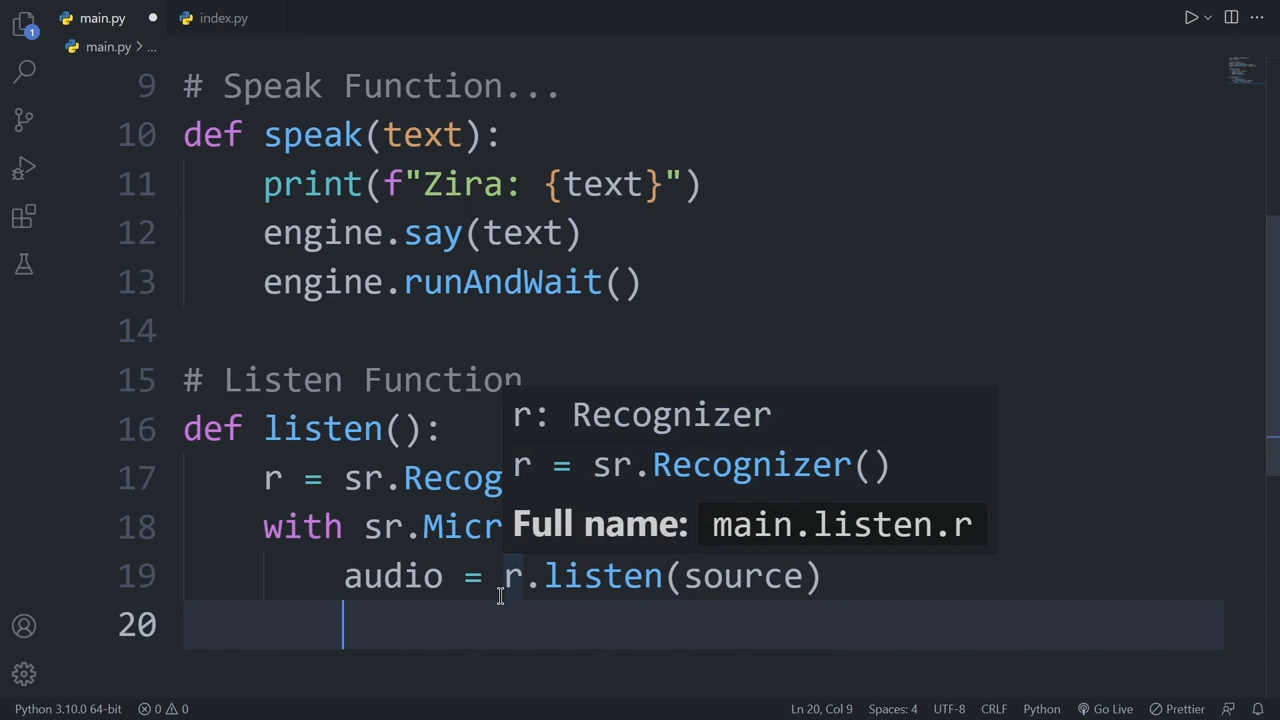 main.py
index.py
1
main.py > ...
9 # Speak Function...
10 def speak(text):
11 print(f"Zira: {text}")
12 engine.say(text)
13 engine.runAndWait()
14
15 # Listen Function
16 def listen():
17 r = sr.Recog
18 with sr.Micr
19 audio = r.listen(source)
20
r: Recognizer
r = sr.Recognizer()
Full name: main.listen.r
Python 3.10.0 64-bit 0 0 Ln 20, Col 9 Spaces: 4 UTF-8 CRLF Python Go Live Prettier